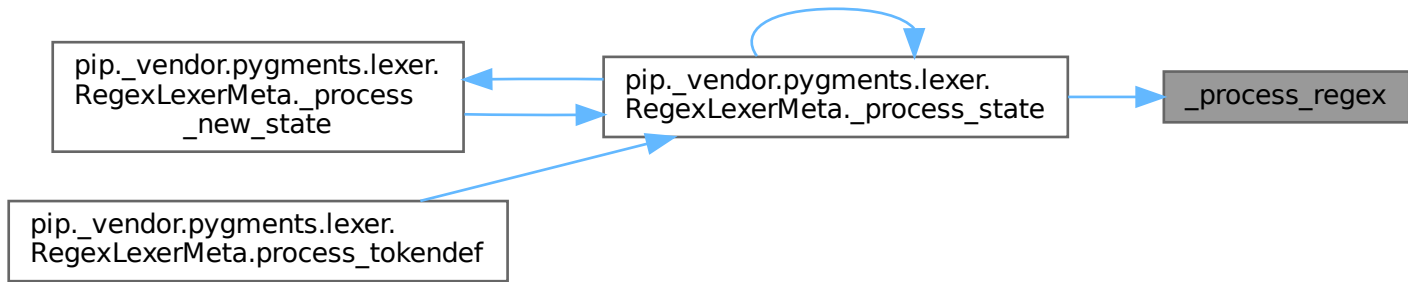 pip._vendor.pygments.lexer.
RegexLexerMeta._process
_new_state
pip._vendor.pygments.lexer.
RegexLexerMeta._process_state
_process_regex
pip._vendor.pygments.lexer.
RegexLexerMeta.process_tokendef